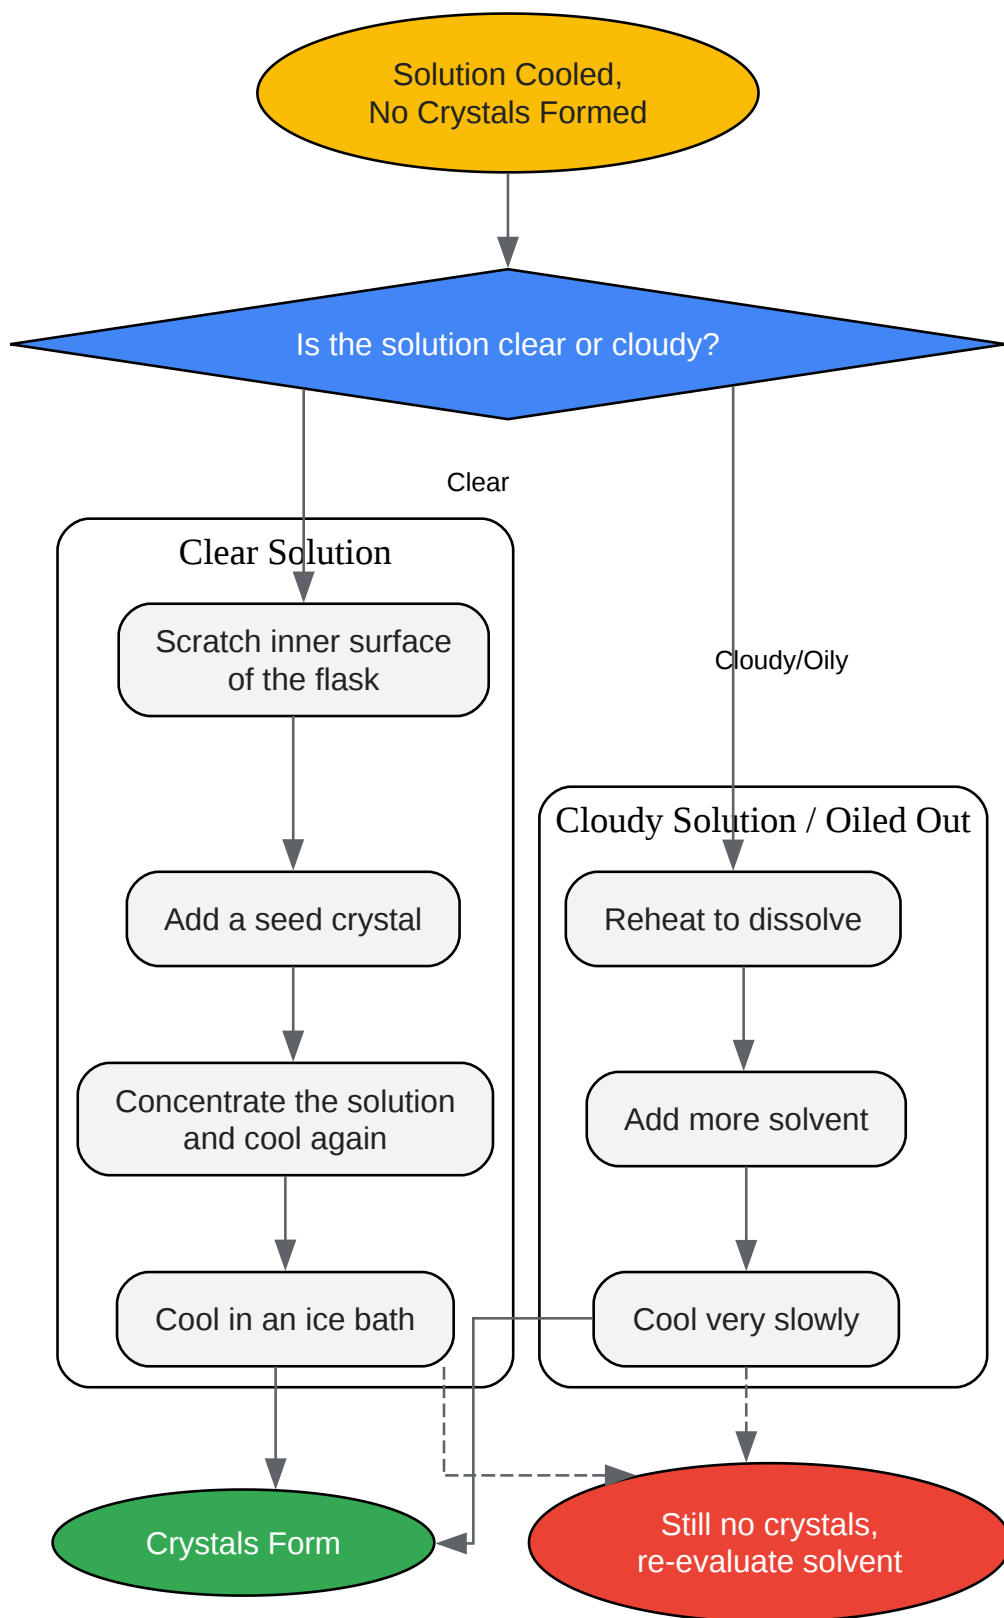 Solution Cooled,
No Crystals Formed
Is the solution clear or cloudy?
Clear
Clear Solution
Scratch inner surface
of the flask
Cloudy/Oily
Cloudy Solution / Oiled Out
Add a seed crystal
Reheat to dissolve
Concentrate the solution
and cool again
Add more solvent
Cool in an ice bath
Cool very slowly
Crystals Form
Still no crystals,
re-evaluate solvent